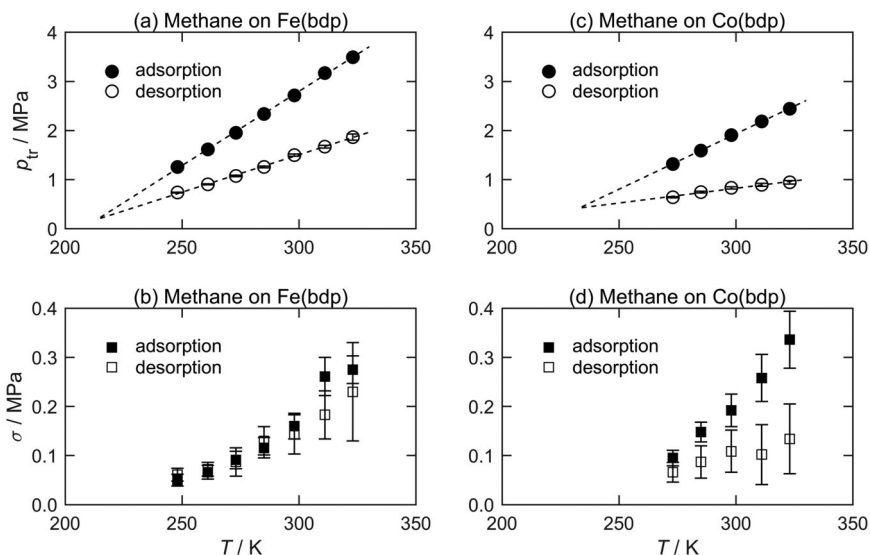 (a) Methane on Fe(bdp)
4
3
2
1
0
p_tr / MPa
adsorption
desorption
200 250 300 350
(c) Methane on Co(bdp)
4
3
2
1
0
adsorption
desorption
200 250 300 350
(b) Methane on Fe(bdp)
0.4
0.3
0.2
0.1
0.0
σ / MPa
adsorption
desorption
200 250 300 350
T / K
(d) Methane on Co(bdp)
0.4
0.3
0.2
0.1
0.0
adsorption
desorption
200 250 300 350
T / K